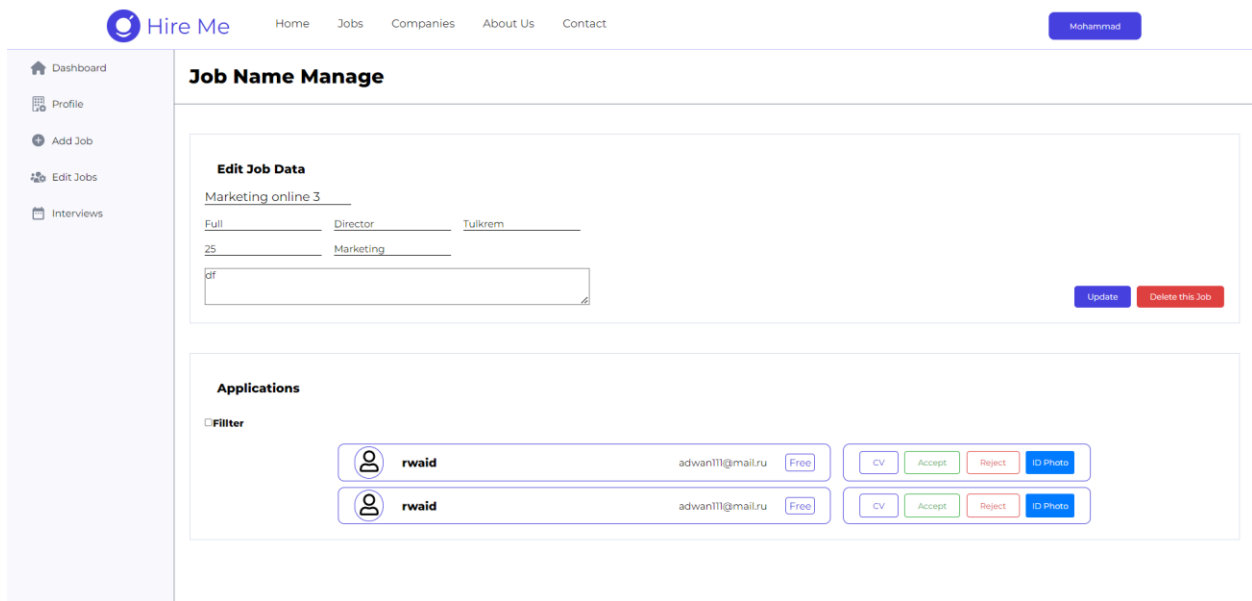 Hire Me Home Jobs Companies About Us Contact Mohammad
Dashboard
Profile
Add Job
Edit Jobs
Interviews
Job Name Manage
Edit Job Data
Marketing online 3
Full Director Tulkrem
25 Marketing
df
Update Delete this Job
Applications
Fillter
rwaid adwan111@mail.ru Free CV Accept Reject ID Photo
rwaid adwan111@mail.ru Free CV Accept Reject ID Photo